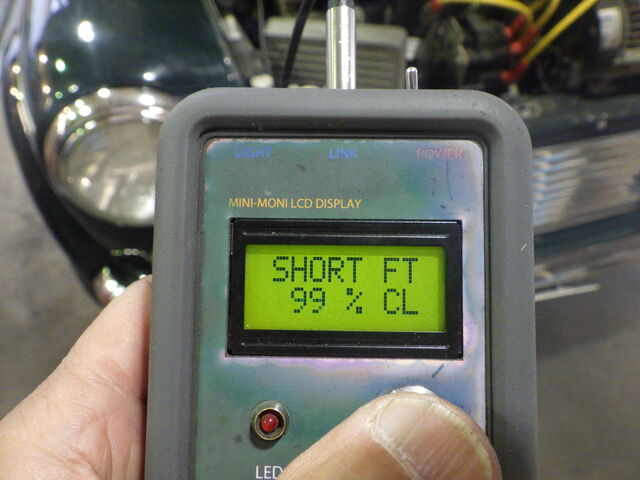 LIGHT LINK POWER
MINI-MONI LCD DISPLAY
SHORT FT
99 % CL
LED